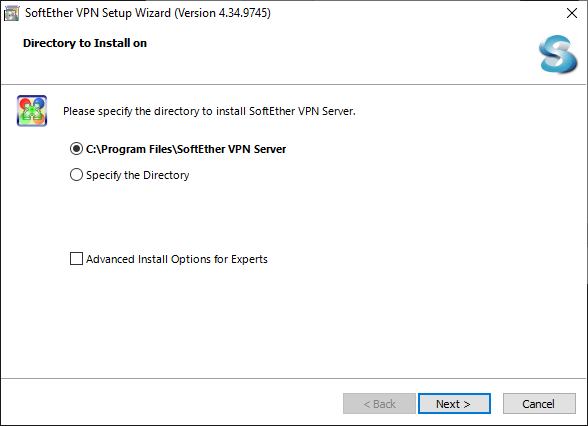 SoftEther VPN Setup Wizard (Version 4.34.9745)
Directory to Install on
Please specify the directory to install SoftEther VPN Server.
C:\Program Files\SoftEther VPN Server
Specify the Directory
Advanced Install Options for Experts
< Back
Next >
Cancel